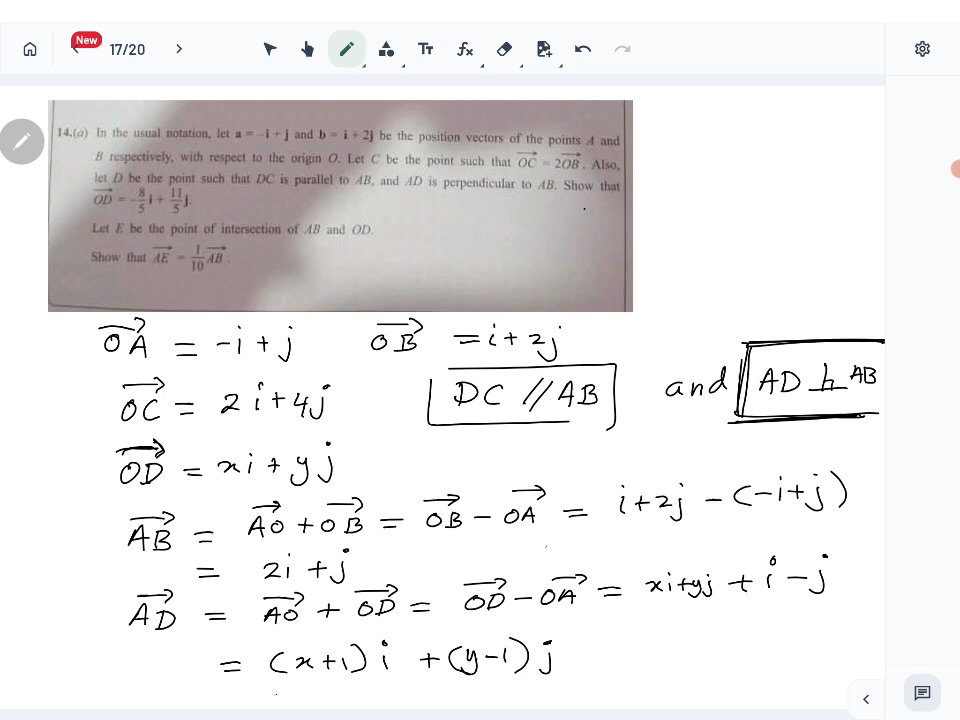 New
17/20
Tт
fx
14.(a) In the usual notation, let a = -i + j and b = i + 2j be the position vectors of the points A and
B respectively, with respect to the origin O. Let C be the point such that →OC = 2→OB. Also,
let D be the point such that DC is parallel to AB, and AD is perpendicular to AB. Show that
→OD = -8/5 i + 11/5 j.
Let E be the point of intersection of AB and OD.
Show that →AE = 1/10 →AB.
→OA = -i + j →OB = i + 2j
→OC = 2i + 4j DC // AB and AD ⊥ AB
→OD = xi + yj
→AB = →AO + →OB = →OB - →OA = i + 2j - (-i + j)
= 2i + j
→AD = →AO + →OD = →OD - →OA = xi + yj + i - j
= (x+1)i + (y-1)j